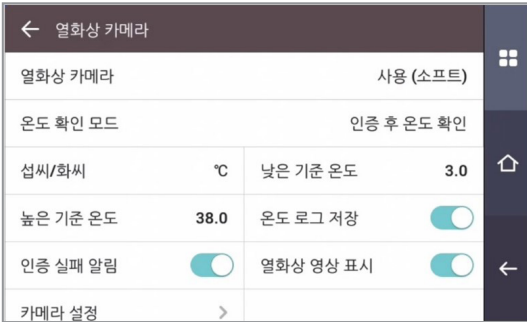 열화상 카메라
열화상 카메라 사용 (소프트)
온도 확인 모드 인증 후 온도 확인
섭씨/화씨 ℃ 낮은 기준 온도 3.0
높은 기준 온도 38.0 온도 로그 저장
인증 실패 알림 열화상 영상 표시
카메라 설정